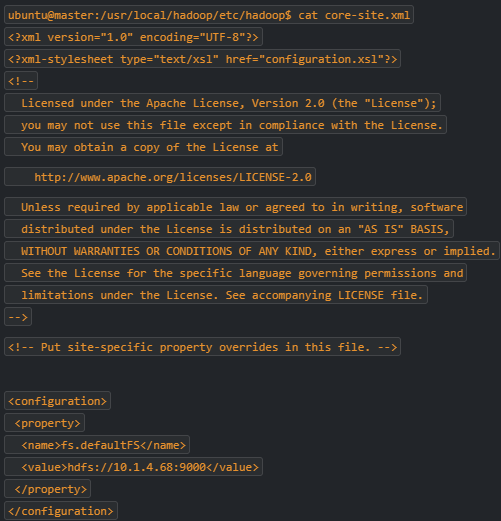 ubuntu@master:/usr/local/hadoop/etc/hadoop$ cat core-site.xml
<?xml version="1.0" encoding="UTF-8"?>
<?xml-stylesheet type="text/xsl" href="configuration.xsl"?>
<!--
  Licensed under the Apache License, Version 2.0 (the "License");
  you may not use this file except in compliance with the License.
  You may obtain a copy of the License at
    http://www.apache.org/licenses/LICENSE-2.0
  Unless required by applicable law or agreed to in writing, software
  distributed under the License is distributed on an "AS IS" BASIS,
  WITHOUT WARRANTIES OR CONDITIONS OF ANY KIND, either express or implied.
  See the License for the specific language governing permissions and
  limitations under the License. See accompanying LICENSE file.
-->
<!-- Put site-specific property overrides in this file. -->
<configuration>
 <property>
  <name>fs.defaultFS</name>
  <value>hdfs://10.1.4.68:9000</value>
 </property>
</configuration>